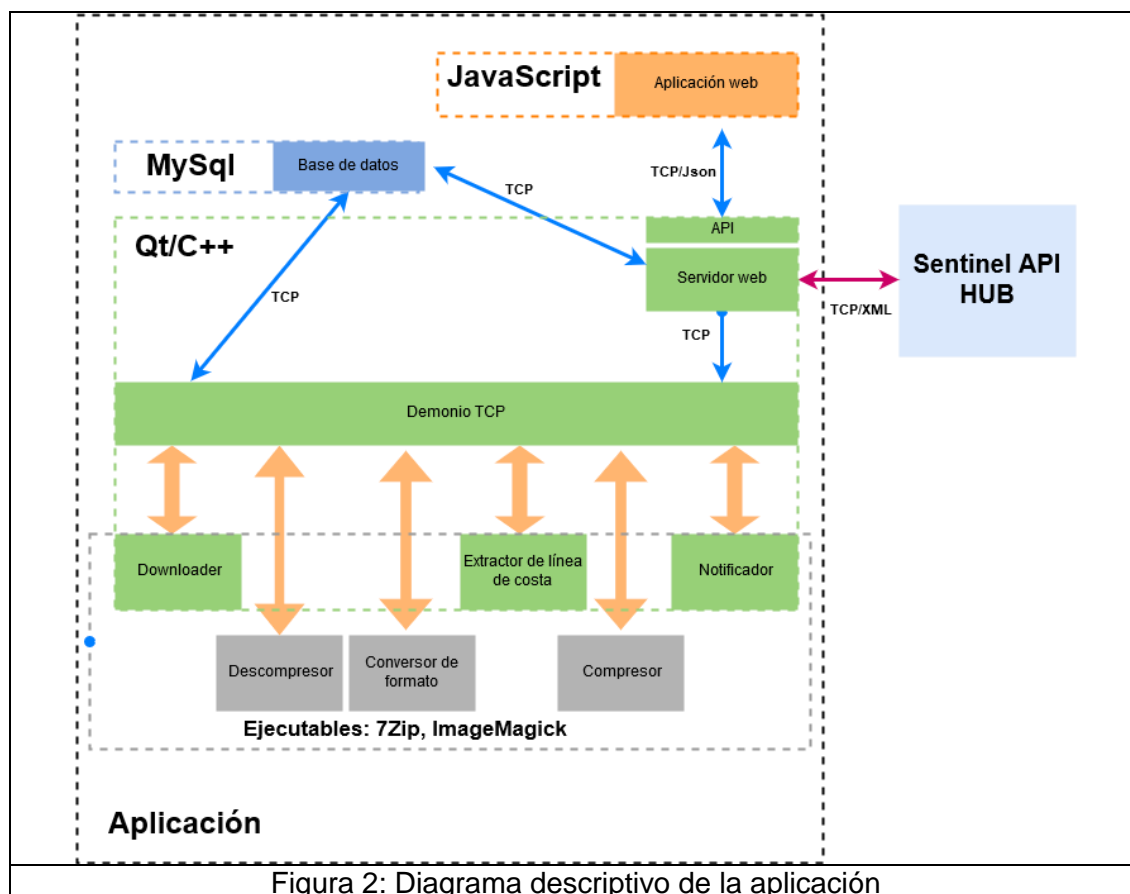 JavaScript
Aplicación web
MySql
Base de datos
TCP/Json
TCP
Qt/C++
API
Servidor web
Sentinel API
HUB
TCP
TCP/XML
TCP
Demonio TCP
Downloader
Extractor de línea
de costa
Notificador
Descompresor
Conversor de
formato
Compresor
Ejecutables: 7Zip, ImageMagick
Aplicación
Figura 2: Diagrama descriptivo de la aplicación